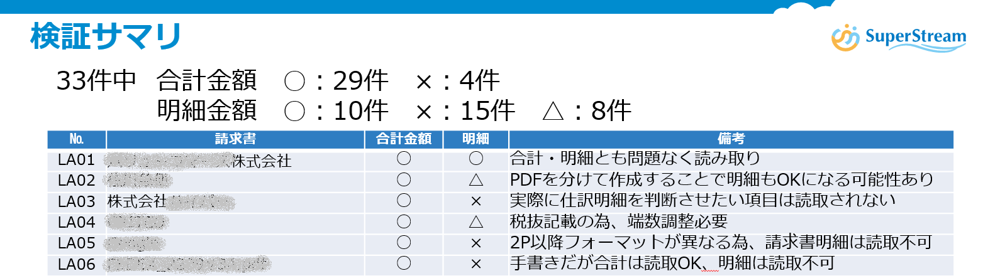 検証サマリ
SuperStream
33件中 合計金額 ○：29件 ×：4件
明細金額 ○：10件 ×：15件 △：8件
No. 請求書 合計金額 明細 備考
LA01 株式会社 ○ ○ 合計・明細とも問題なく読み取り
LA02 ○ △ PDFを分けて作成することで明細もOKになる可能性あり
LA03 株式会社 ○ × 実際に仕訳明細を判断させたい項目は読取されない
LA04 ○ △ 税抜記載の為、端数調整必要
LA05 ○ × 2P以降フォーマットが異なる為、請求書明細は読取不可
LA06 ○ × 手書きだが合計は読取OK、明細は読取不可